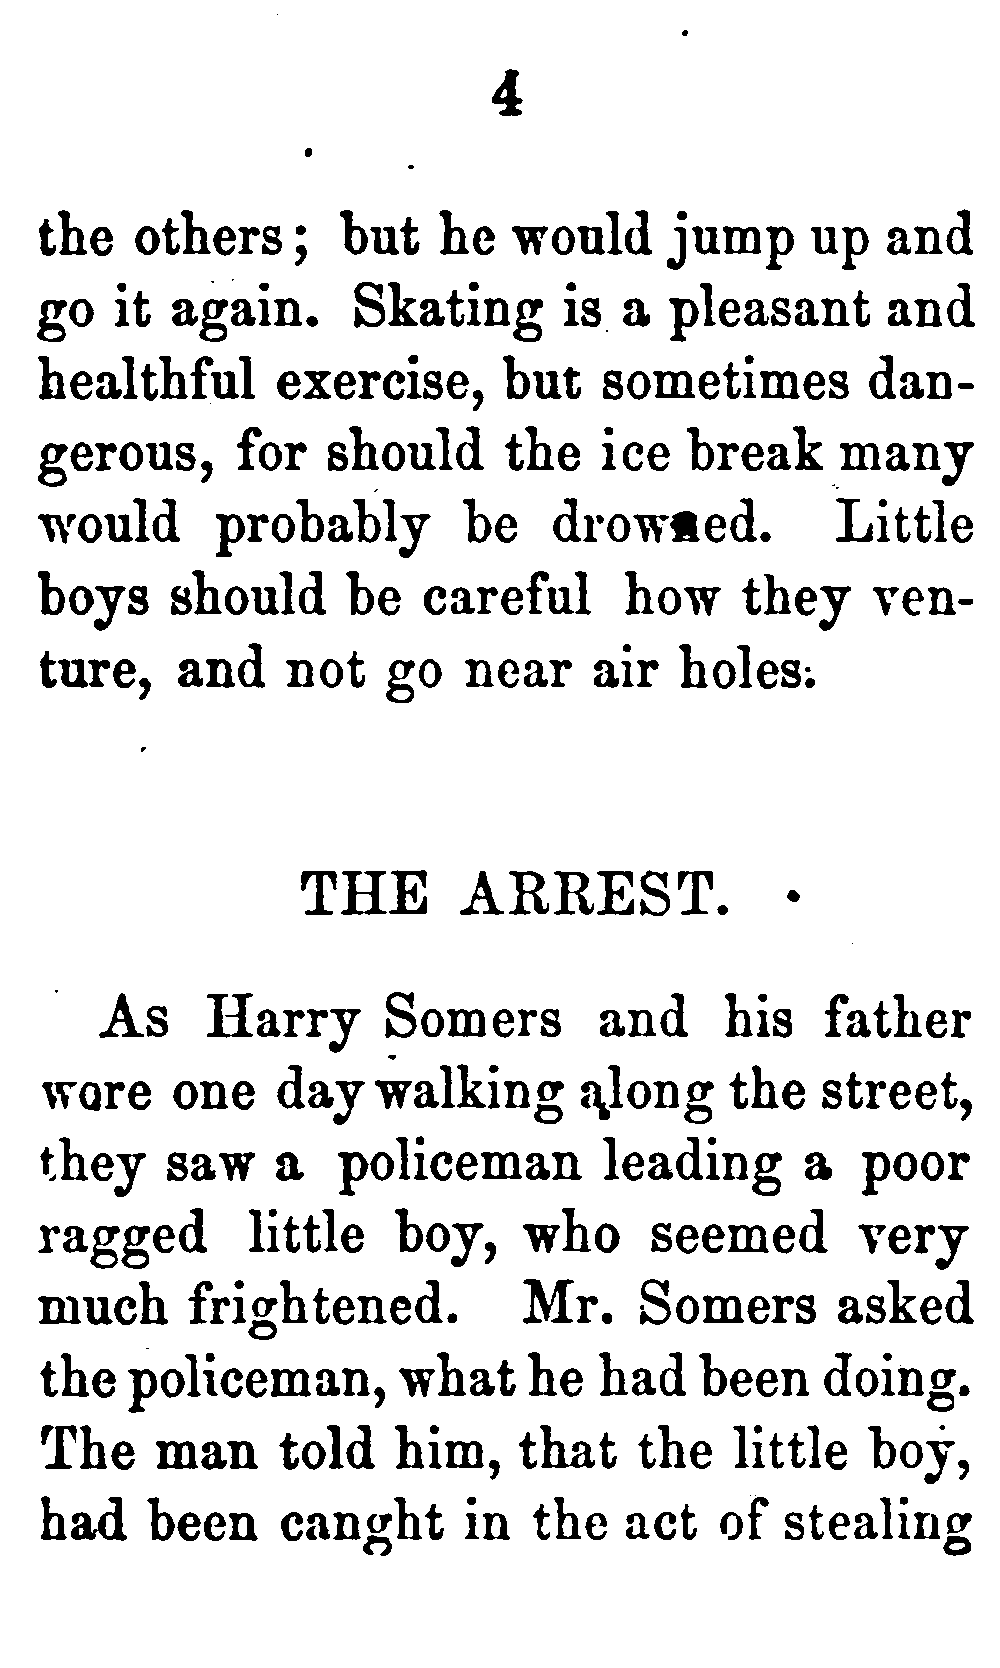 4
the others; but he would jump up and
go it again. Skating is a pleasant and
healthful exercise, but sometimes dan-
gerous, for should the ice break many
would probably be drowned. Little
boys should be careful how they ven-
ture, and not go near air holes.
THE ARREST.
As Harry Somers and his father
wore one day walking along the street,
they saw a policeman leading a poor
ragged little boy, who seemed very
much frightened. Mr. Somers asked
the policeman, what he had been doing.
The man told him, that the little boy,
had been canght in the act of stealing